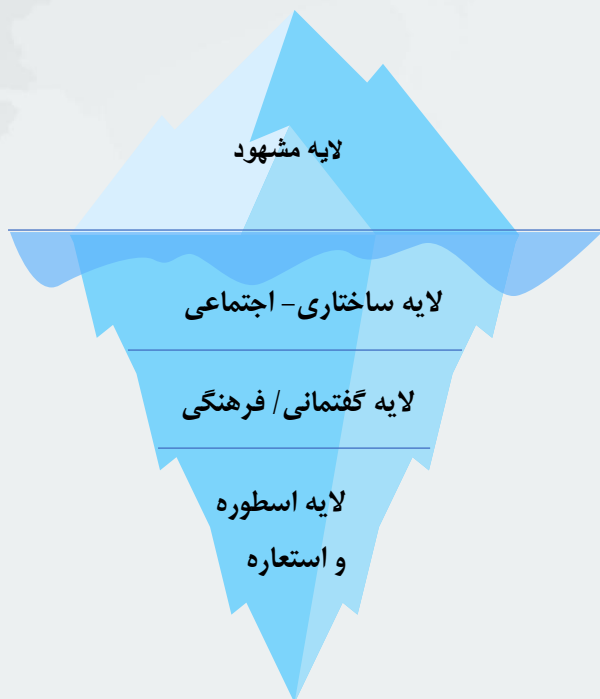 لایه مشهود
لایه ساختاری- اجتماعی
لایه گفتمانی/ فرهنگی
لایه اسطوره
و استعاره